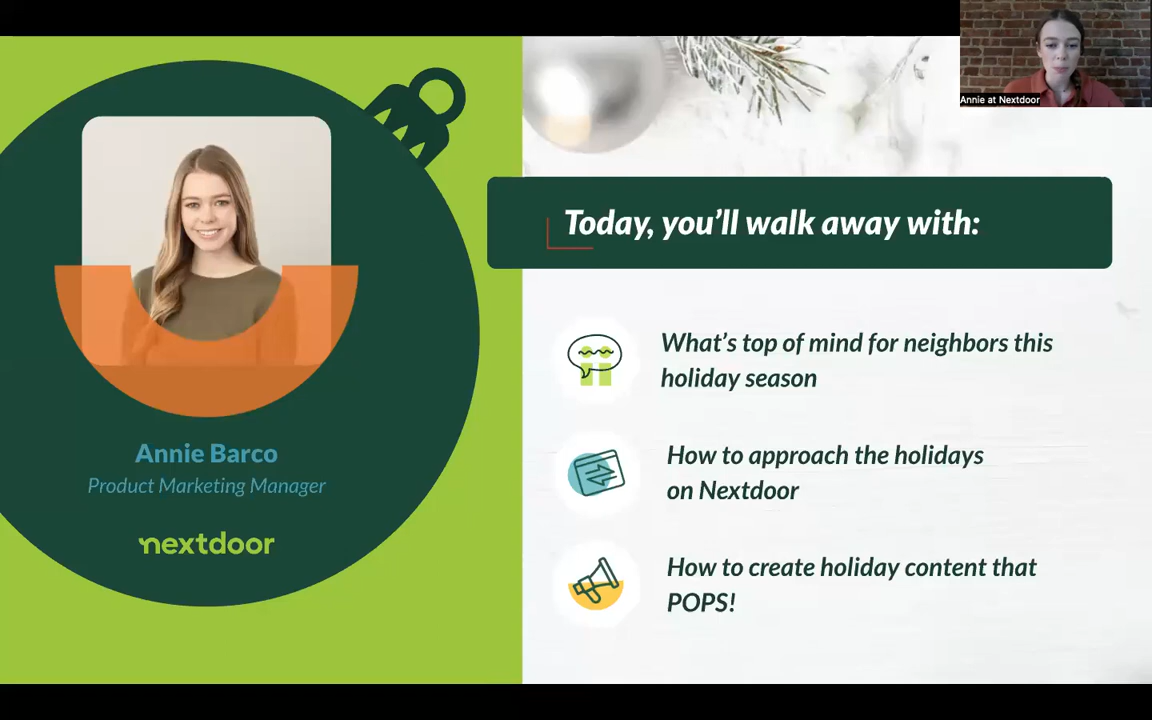 Annie at Nextdoor
Today, you'll walk away with:
What's top of mind for neighbors this
holiday season
How to approach the holidays
on Nextdoor
How to create holiday content that
POPS!
Annie Barco
Product Marketing Manager
nextdoor